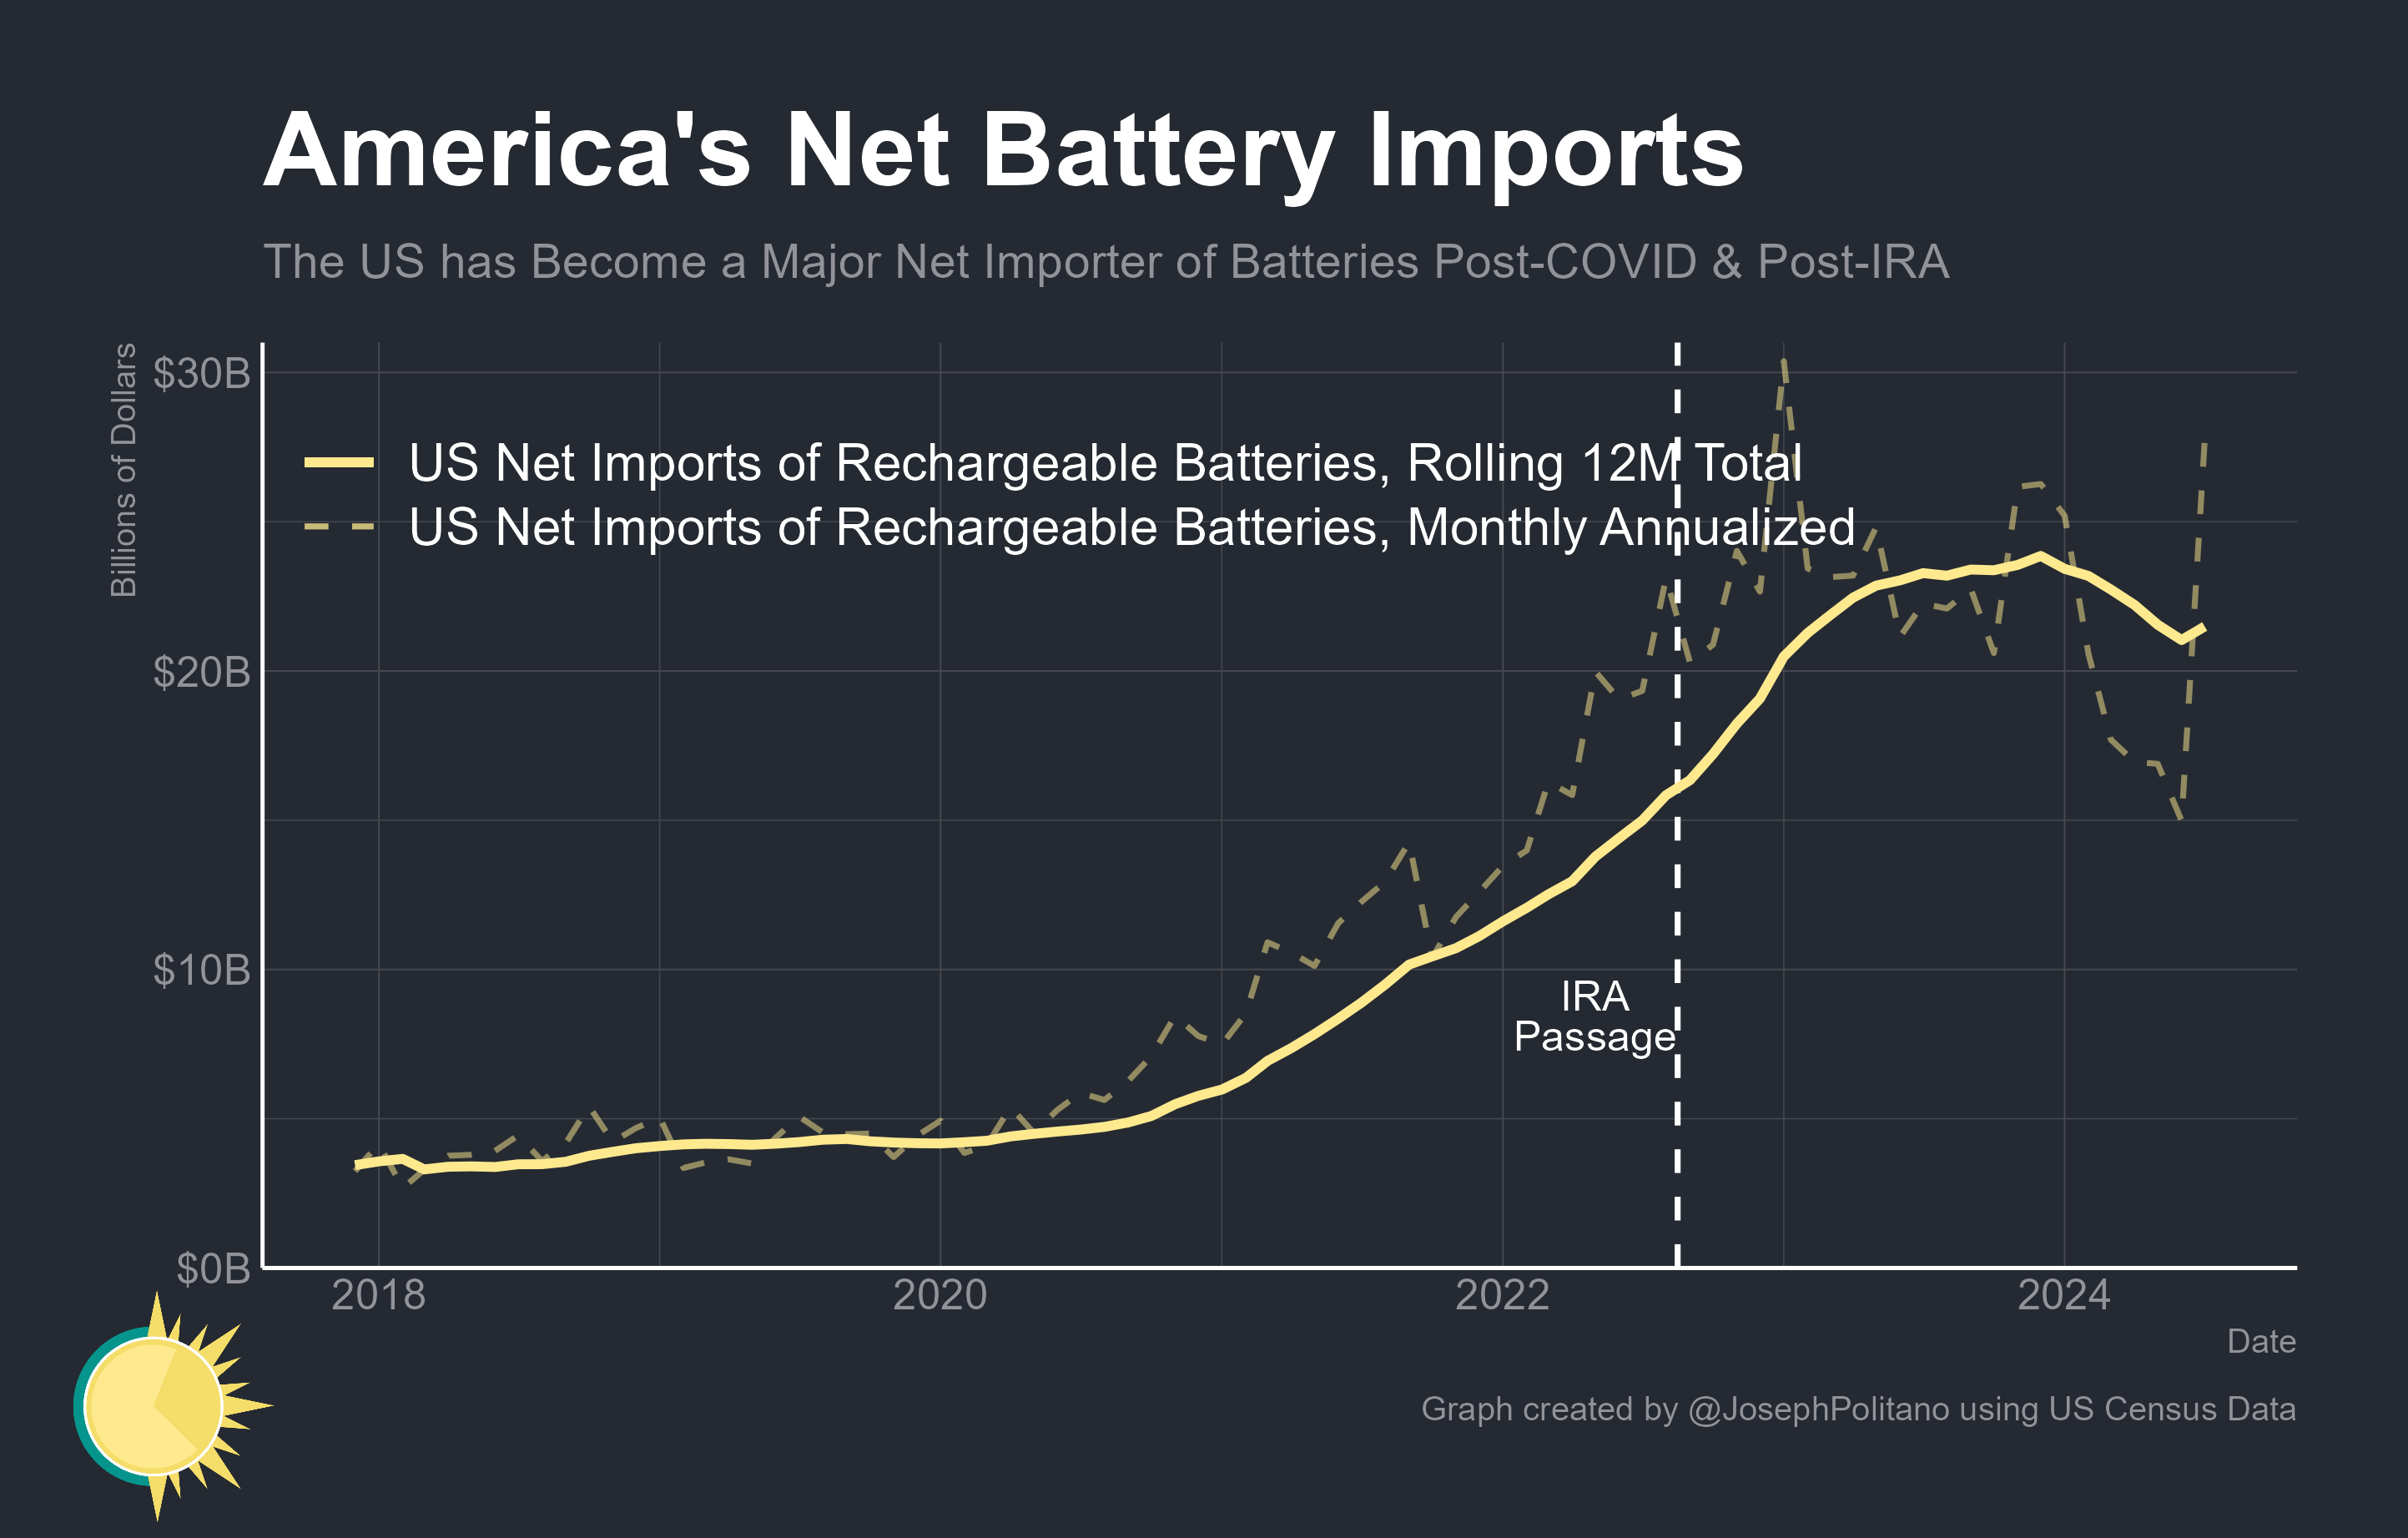 America's Net Battery Imports
The US has Become a Major Net Importer of Batteries Post-COVID & Post-IRA
Billions of Dollars
$30B
$20B
$10B
$0B
US Net Imports of Rechargeable Batteries, Rolling 12M Total
US Net Imports of Rechargeable Batteries, Monthly Annualized
IRA
Passage
2018
2020
2022
2024
Date
Graph created by @JosephPolitano using US Census Data